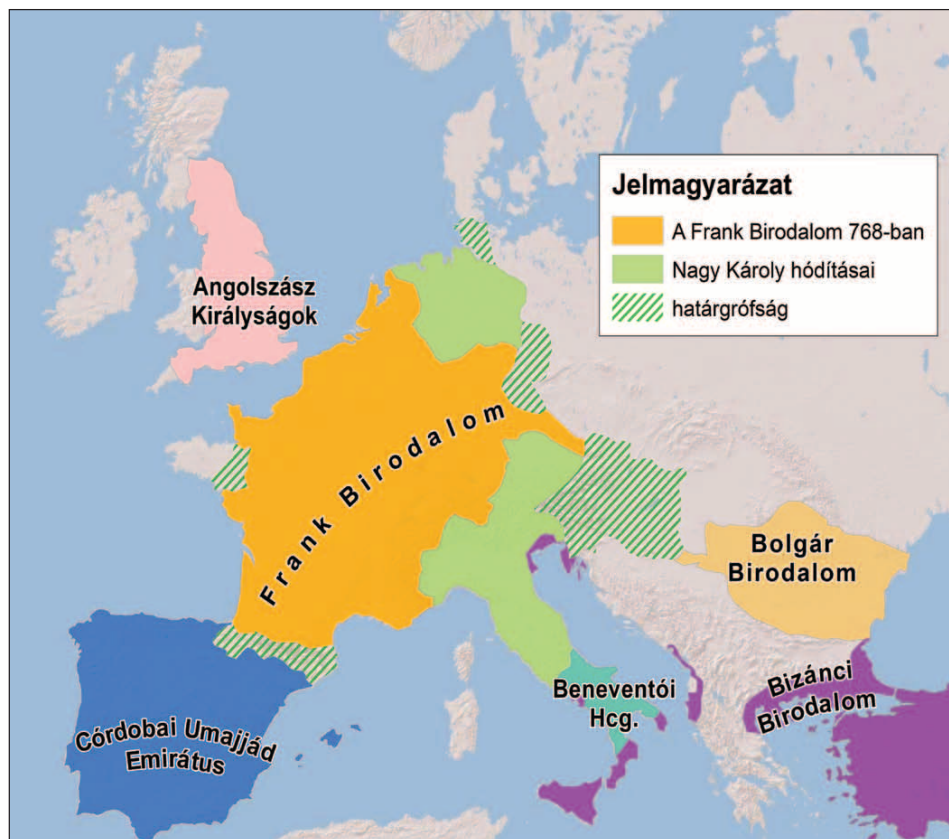 Jelmagyarázat
A Frank Birodalom 768-ban
Nagy Károly hódításai
határgrófság
Angolszász
Királyságok
Frank Birodalom
Bolgár
Birodalom
Bizánci
Birodalom
Beneventói
Hcg.
Córdobai Umajjád
Emirátus